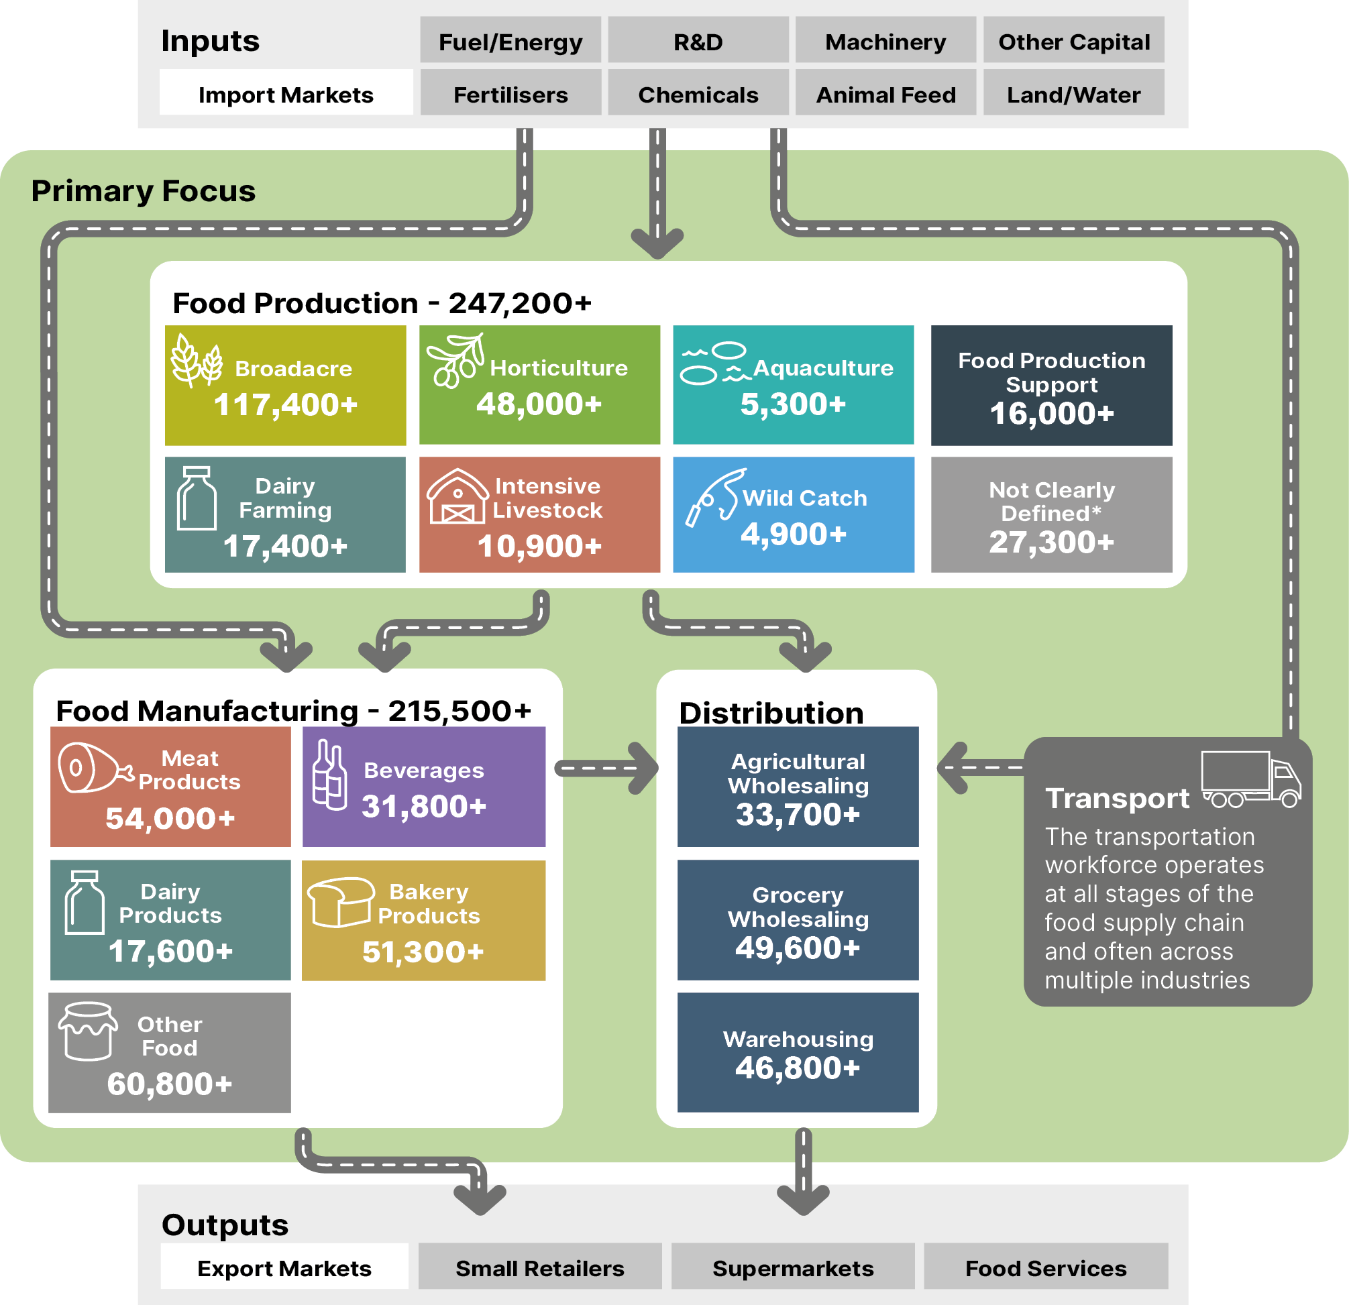 Inputs
Fuel/Energy
R&D
Machinery
Other Capital
Import Markets
Fertilisers
Chemicals
Animal Feed
Land/Water
Primary Focus
Food Production - 247,200+
Broadacre
117,400+
Horticulture
48,000+
Aquaculture
5,300+
Food Production
Support
16,000+
Dairy
Farming
17,400+
Intensive
Livestock
10,900+
Wild Catch
4,900+
Not Clearly
Defined*
27,300+
Food Manufacturing - 215,500+
Meat
Products
54,000+
Beverages
31,800+
Dairy
Products
17,600+
Bakery
Products
51,300+
Other
Food
60,800+
Distribution
Agricultural
Wholesaling
33,700+
Grocery
Wholesaling
49,600+
Warehousing
46,800+
Transport
The transportation
workforce operates
at all stages of the
food supply chain
and often across
multiple industries
Outputs
Export Markets
Small Retailers
Supermarkets
Food Services